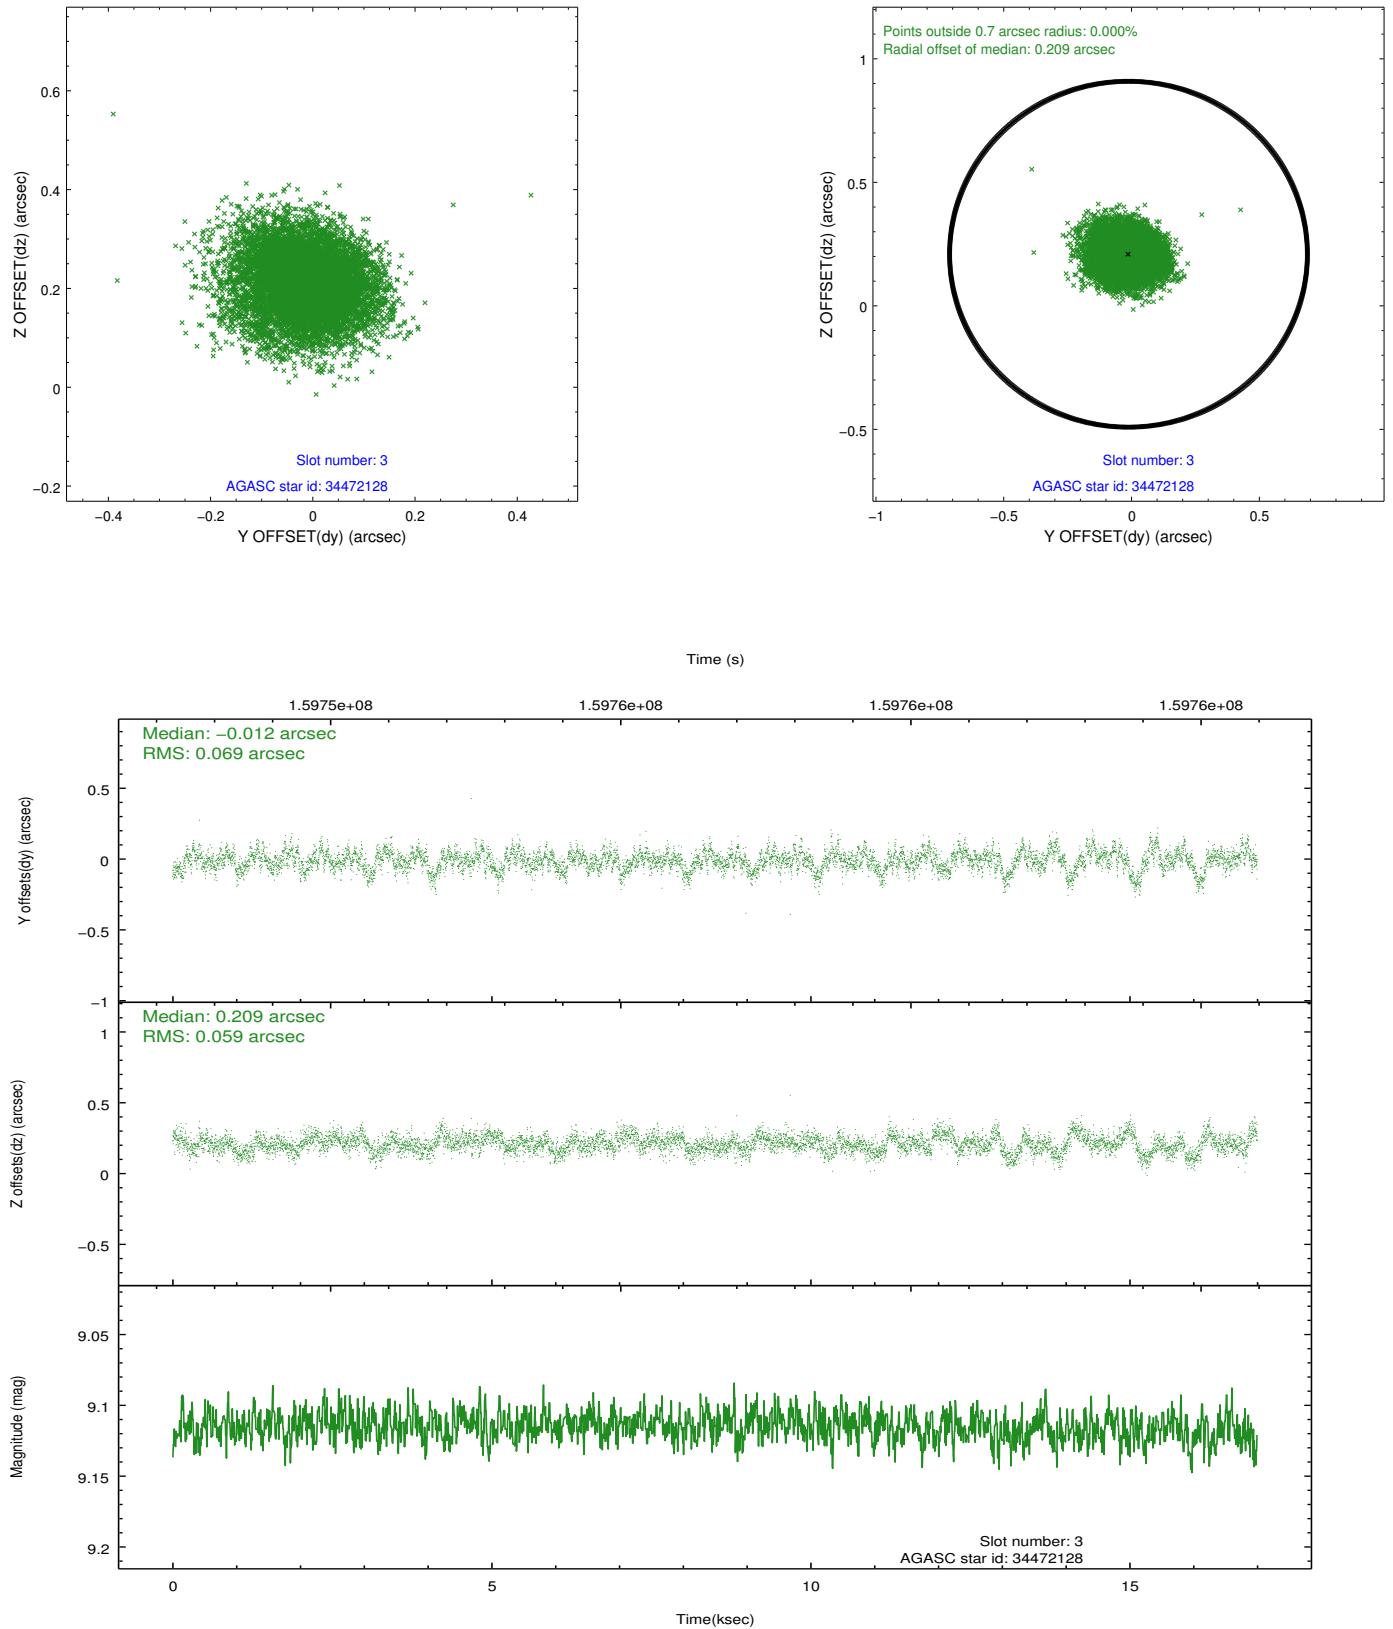 0.6
0.4
0.2
0
−0.2
Z OFFSET(dz) (arcsec)
Slot number: 3
AGASC star id: 34472128
−0.4 −0.2 0 0.2 0.4
Y OFFSET(dy) (arcsec)
Points outside 0.7 arcsec radius: 0.000%
Radial offset of median: 0.209 arcsec
1
0.5
0
−0.5
Z OFFSET(dz) (arcsec)
Slot number: 3
AGASC star id: 34472128
−1 −0.5 0 0.5
Y OFFSET(dy) (arcsec)
Time (s)
1.5975e+08 1.5976e+08 1.5976e+08 1.5976e+08
Median: −0.012 arcsec
RMS: 0.069 arcsec
0.5
0
−0.5
−1
Y offsets(dy) (arcsec)
Median: 0.209 arcsec
RMS: 0.059 arcsec
1
0.5
0
−0.5
Z offsets(dz) (arcsec)
9.05
9.1
9.15
9.2
Magnitude (mag)
Slot number: 3
AGASC star id: 34472128
0 5 10 15
Time(ksec)